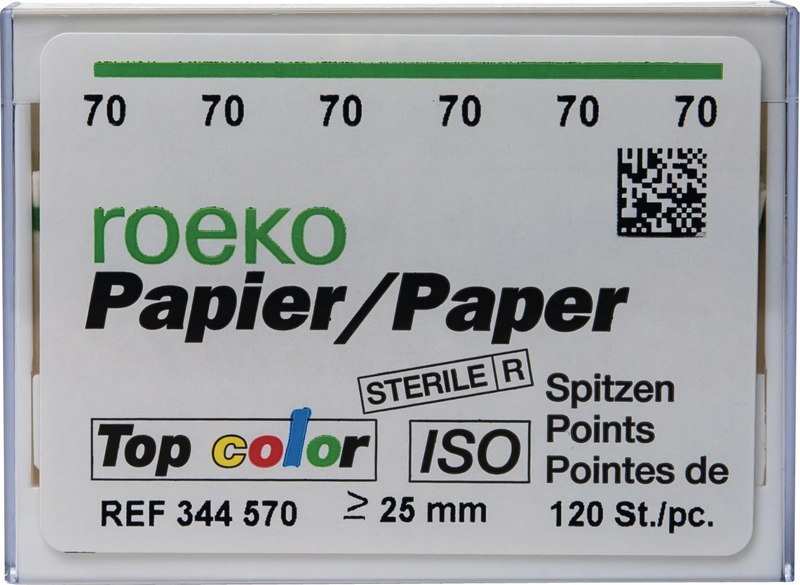 70 70 70 70 70 70
roeko
Papier/Paper
STERILE R
Spitzen
Points
Pointes de
Top color
ISO
REF 344 570 ≥ 25 mm 120 St./pc.